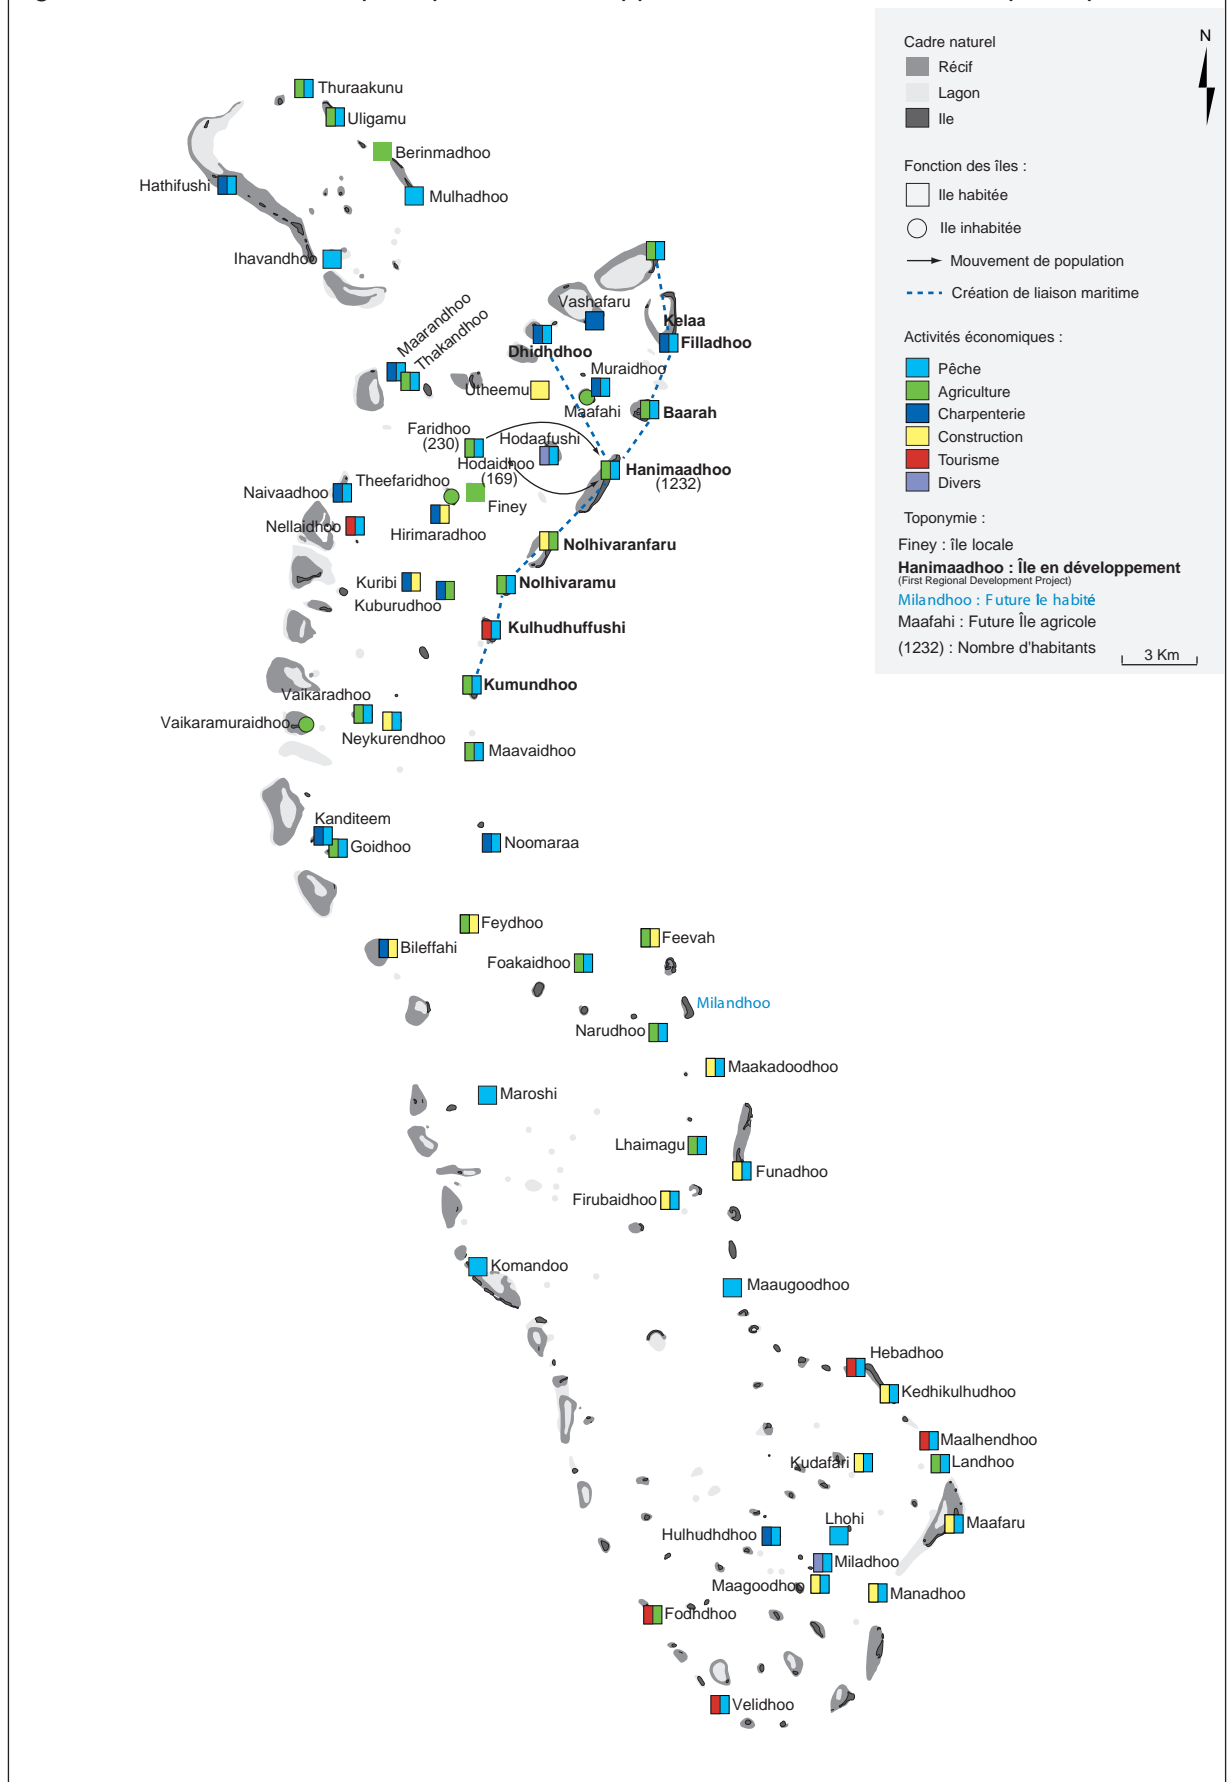 Thuraakunu
Uligamu
Berinmadhoo
Hathifushi
Mulhadhoo
Ihavandhoo
Vashafaru
Kelaa
Filladhoo
Dhidhdhoo
Maarandhoo
Thakandhoo
Muraidhoo
Utheemu
Maafahi
Baarah
Faridhoo
(230)
Hodaafushi
Hodaidhoo
(169)
Hanimaadhoo
(1232)
Theefaridhoo
Naivaadhoo
Finey
Nellaidhoo
Hirimaradhoo
Nolhivaranfaru
Kuribi
Kuburudhoo
Nolhivaramu
Kulhudhuffushi
Kumundhoo
Vaikaradhoo
Vaikaramuraidhoo
Neykurendhoo
Maavaidhoo
Kanditeem
Goidhoo
Noomaraa
Feydhoo
Bileffahi
Feevah
Foakaidhoo
Milandhoo
Narudhoo
Maakadoodhoo
Maroshi
Lhaimagu
Funadhoo
Firubaidhoo
Komandoo
Maaugoodhoo
Hebadhoo
Kedhikulhudhoo
Maalhendhoo
Kudafari
Landhoo
Lhohi
Maafaru
Hulhudhdhoo
Miladhoo
Maagoodhoo
Manadhoo
Fodhdhoo
Velidhoo
N
Cadre naturel
Récif
Lagon
Ile
Fonction des îles :
Ile habitée
Ile inhabitée
Mouvement de population
Création de liaison maritime
Activités économiques :
Pêche
Agriculture
Charpenterie
Construction
Tourisme
Divers
Toponymie :
Finey : île locale
Hanimaadhoo : Île en développement
(First Regional Development Project)
Milandhoo : Future Île habité
Maafahi : Future Île agricole
(1232) : Nombre d'habitants
3 Km